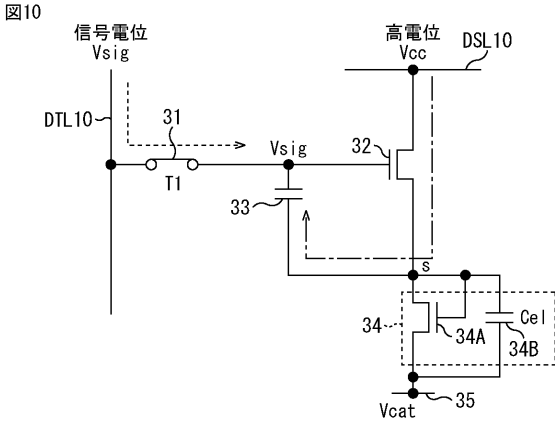 図10
信号電位
Vsig
高電位
Vcc
DSL10
DTL10
31
T1
Vsig
32
33
s
34
34A
Cel
34B
35
Vcat